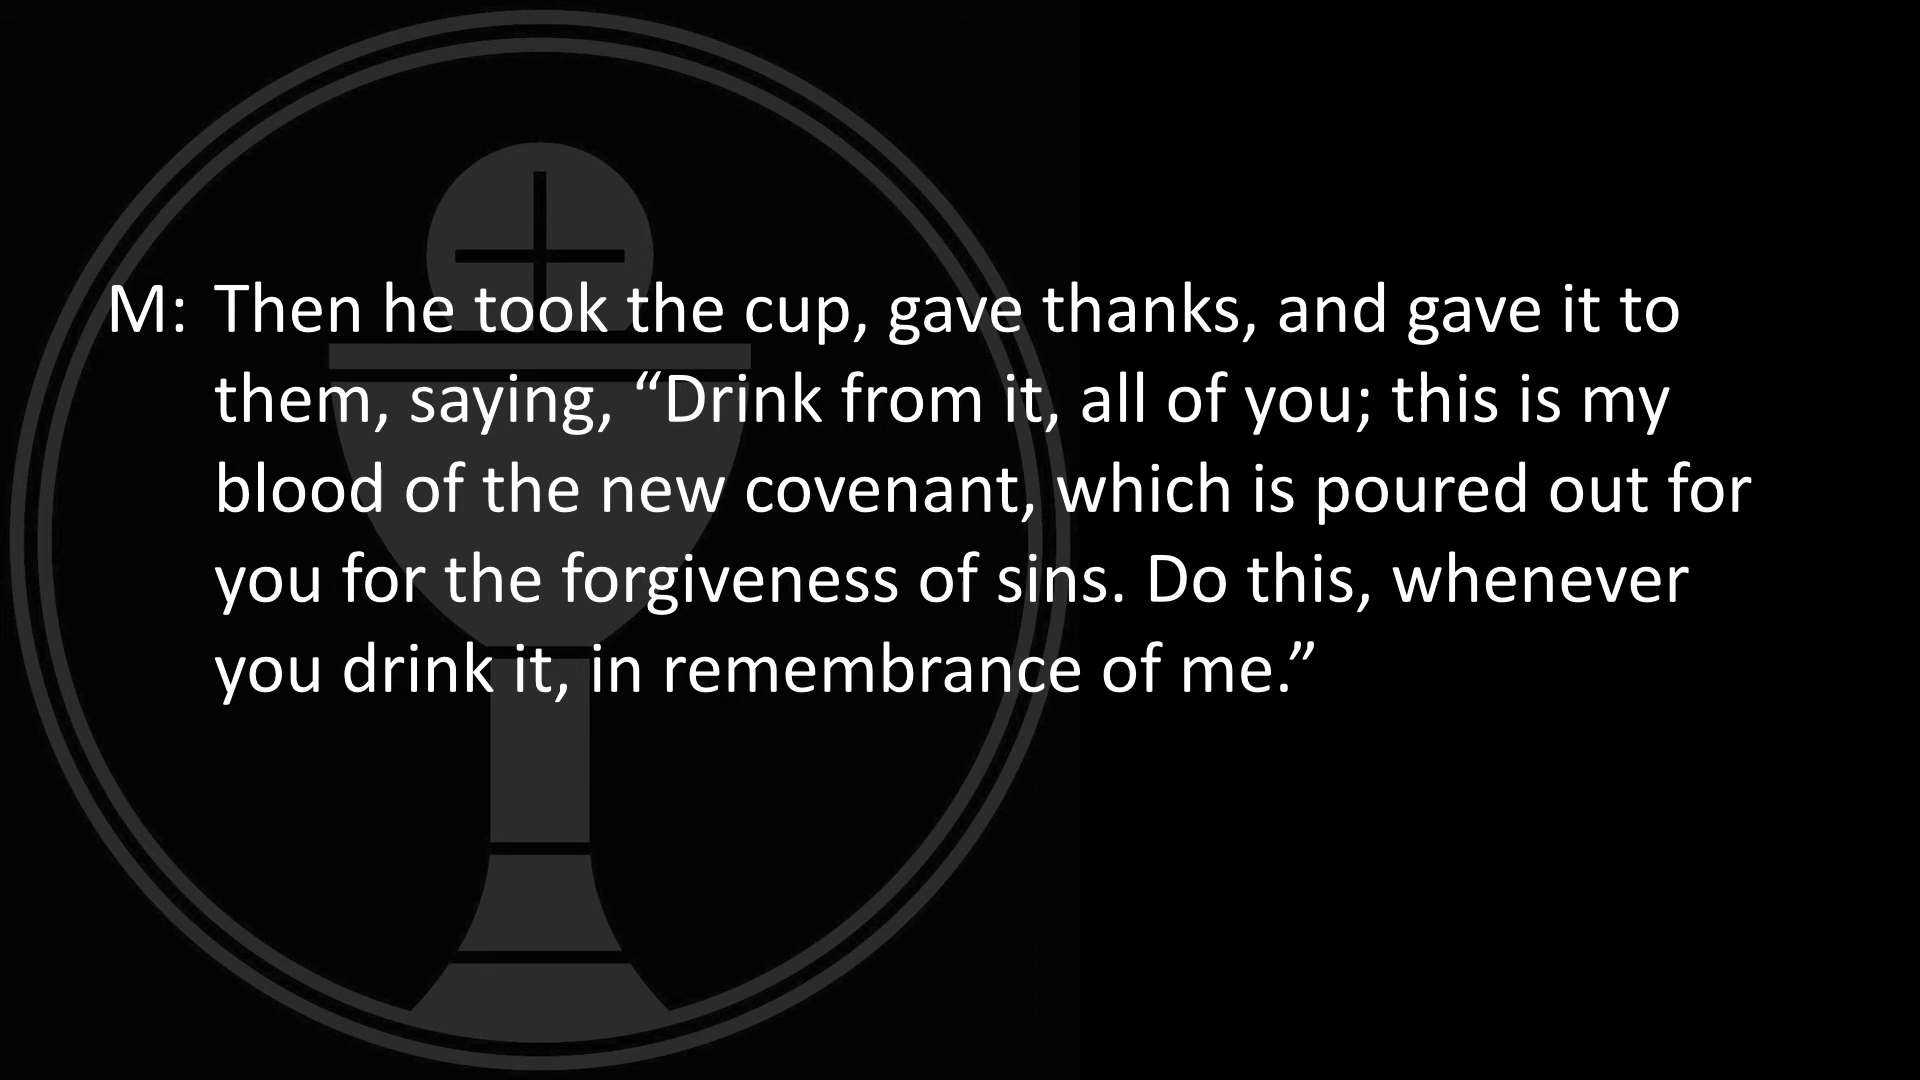 M: Then he took the cup, gave thanks, and gave it to
them, saying, “Drink from it, all of you; this is my
blood of the new covenant, which is poured out for
you for the forgiveness of sins. Do this, whenever
you drink it, in remembrance of me.”